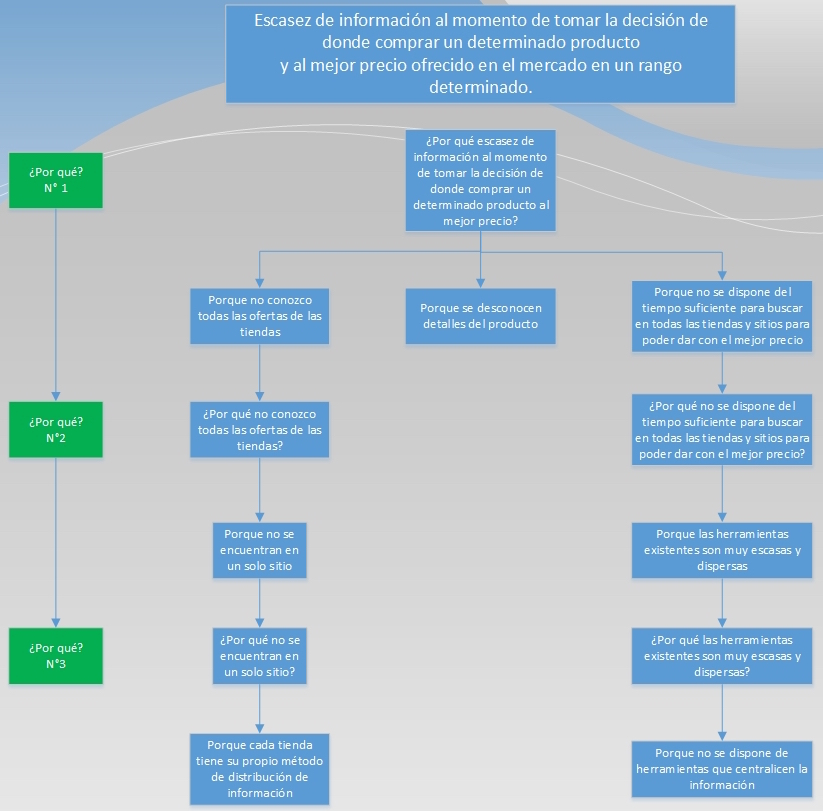 Escasez de información al momento de tomar la decisión de
donde comprar un determinado producto
y al mejor precio ofrecido en el mercado en un rango
determinado.
¿Por qué?
N° 1
¿Por qué escasez de
información al momento
de tomar la decisión de
donde comprar un
determinado producto al
mejor precio?
Porque no conozco
todas las ofertas de las
tiendas
Porque se desconocen
detalles del producto
Porque no se dispone del
tiempo suficiente para buscar
en todas las tiendas y sitios para
poder dar con el mejor precio
¿Por qué?
N°2
¿Por qué no conozco
todas las ofertas de las
tiendas?
¿Por qué no se dispone del
tiempo suficiente para buscar
en todas las tiendas y sitios para
poder dar con el mejor precio?
Porque no se
encuentran en
un solo sitio
Porque las herramientas
existentes son muy escasas y
dispersas
¿Por qué?
N°3
¿Por qué no se
encuentran en
un solo sitio?
¿Por qué las herramientas
existentes son muy escasas y
dispersas?
Porque cada tienda
tiene su propio método
de distribución de
información
Porque no se dispone de
herramientas que centralicen la
información